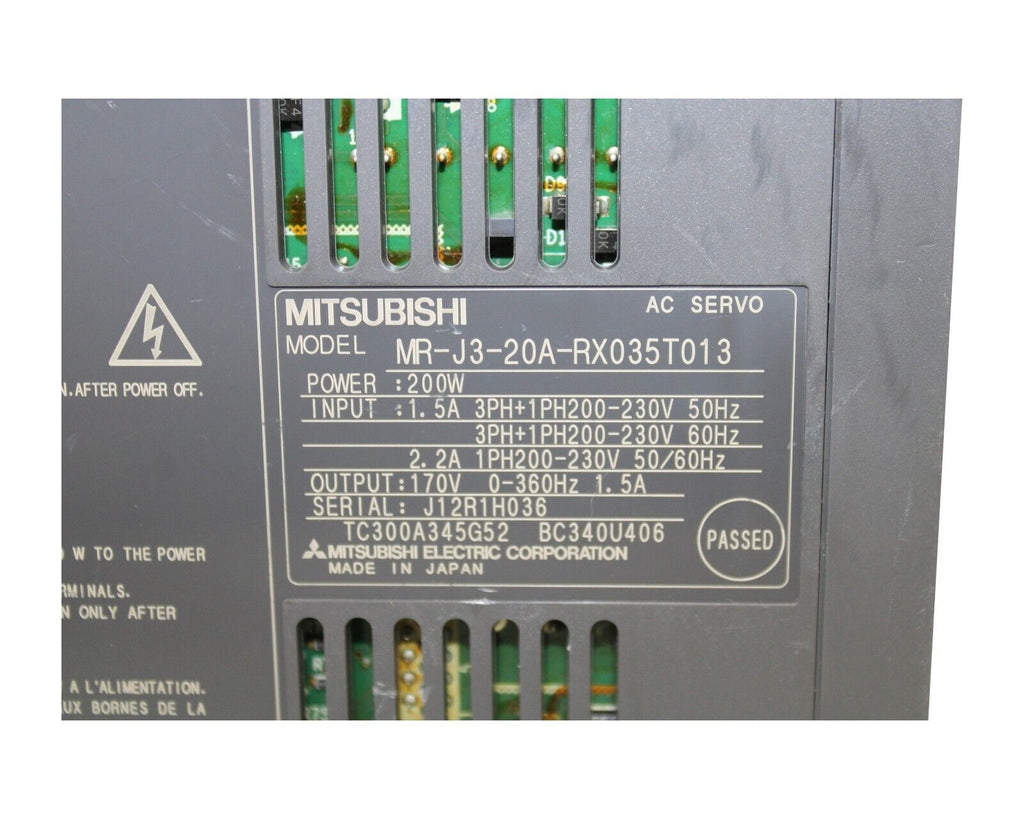 MITSUBISHI
AC SERVO
MODEL MR-J3-20A-RX035T013
POWER :200W
INPUT :1.5A 3PH+1PH200-230V 50Hz
3PH+1PH200-230V 60Hz
2.2A 1PH200-230V 50/60Hz
OUTPUT:170V 0-360Hz 1.5A
SERIAL: J12R1H036
TC300A345G52 BC340U406
PASSED
MITSUBISHI ELECTRIC CORPORATION
MADE IN JAPAN
AFTER POWER OFF.
W TO THE POWER
ONLY AFTER
A L'ALIMENTATION.
BORNES DE LA
D1